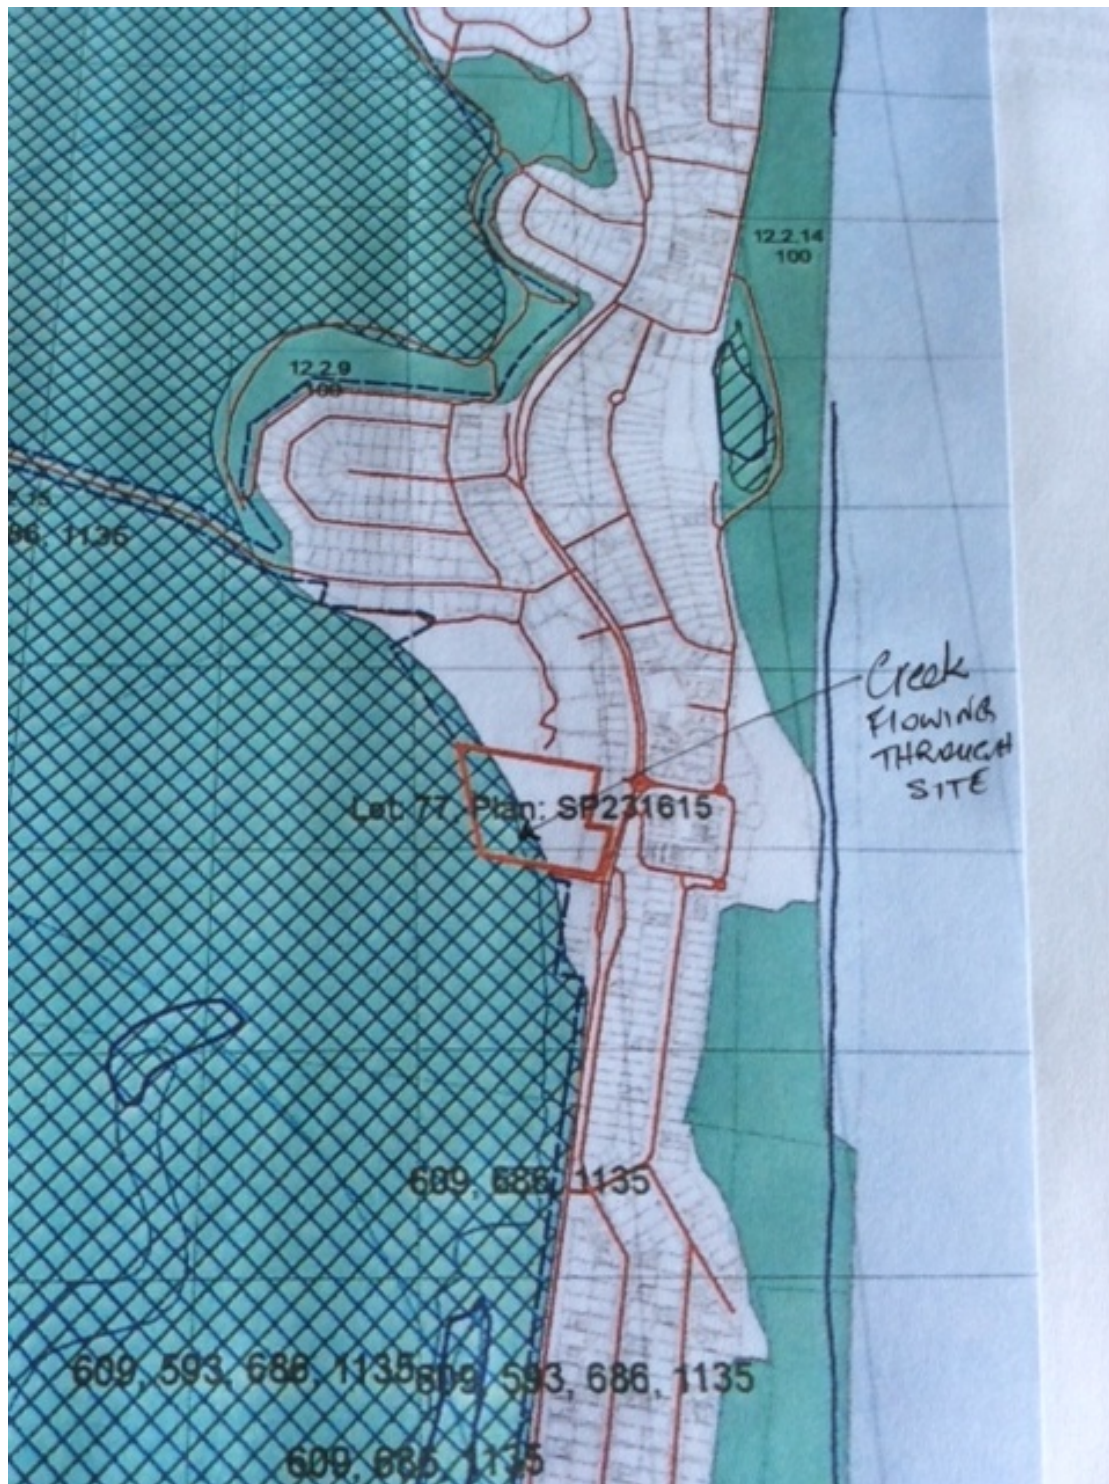 12.2.14
100
12.2.9
100
96, 1136
Creek
FLOWING
THROUGH
SITE
Lot: 77, Plan: SP231615
609, 686, 1135
609, 593, 686, 1135
609, 593, 686, 1135
609, 686, 1135